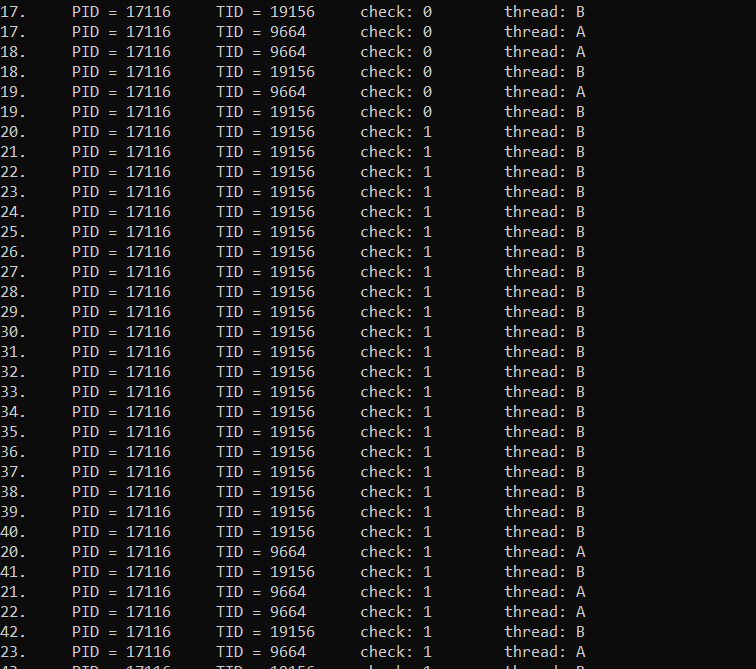 17. PID = 17116 TID = 19156 check: 0 thread: B
17. PID = 17116 TID = 9664 check: 0 thread: A
18. PID = 17116 TID = 9664 check: 0 thread: A
18. PID = 17116 TID = 19156 check: 0 thread: B
19. PID = 17116 TID = 9664 check: 0 thread: A
19. PID = 17116 TID = 19156 check: 0 thread: B
20. PID = 17116 TID = 19156 check: 1 thread: B
21. PID = 17116 TID = 19156 check: 1 thread: B
22. PID = 17116 TID = 19156 check: 1 thread: B
23. PID = 17116 TID = 19156 check: 1 thread: B
24. PID = 17116 TID = 19156 check: 1 thread: B
25. PID = 17116 TID = 19156 check: 1 thread: B
26. PID = 17116 TID = 19156 check: 1 thread: B
27. PID = 17116 TID = 19156 check: 1 thread: B
28. PID = 17116 TID = 19156 check: 1 thread: B
29. PID = 17116 TID = 19156 check: 1 thread: B
30. PID = 17116 TID = 19156 check: 1 thread: B
31. PID = 17116 TID = 19156 check: 1 thread: B
32. PID = 17116 TID = 19156 check: 1 thread: B
33. PID = 17116 TID = 19156 check: 1 thread: B
34. PID = 17116 TID = 19156 check: 1 thread: B
35. PID = 17116 TID = 19156 check: 1 thread: B
36. PID = 17116 TID = 19156 check: 1 thread: B
37. PID = 17116 TID = 19156 check: 1 thread: B
38. PID = 17116 TID = 19156 check: 1 thread: B
39. PID = 17116 TID = 19156 check: 1 thread: B
40. PID = 17116 TID = 19156 check: 1 thread: B
20. PID = 17116 TID = 9664 check: 1 thread: A
41. PID = 17116 TID = 19156 check: 1 thread: B
21. PID = 17116 TID = 9664 check: 1 thread: A
22. PID = 17116 TID = 9664 check: 1 thread: A
42. PID = 17116 TID = 19156 check: 1 thread: B
23. PID = 17116 TID = 9664 check: 1 thread: A